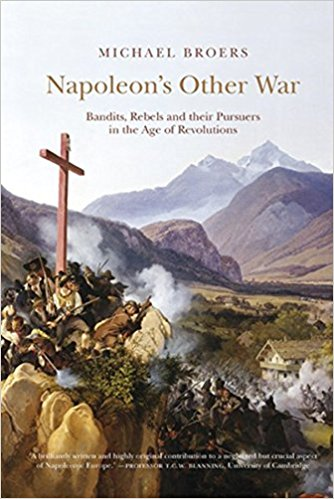 MICHAEL BROERS
Napoleon's Other War
Bandits, Rebels and their Pursuers
in the Age of Revolutions
'A brilliantly written and highly original contribution to a neglected but crucial aspect
of Napoleonic Europe.' —PROFESSOR T.C.W. BLANNING, University of Cambridge